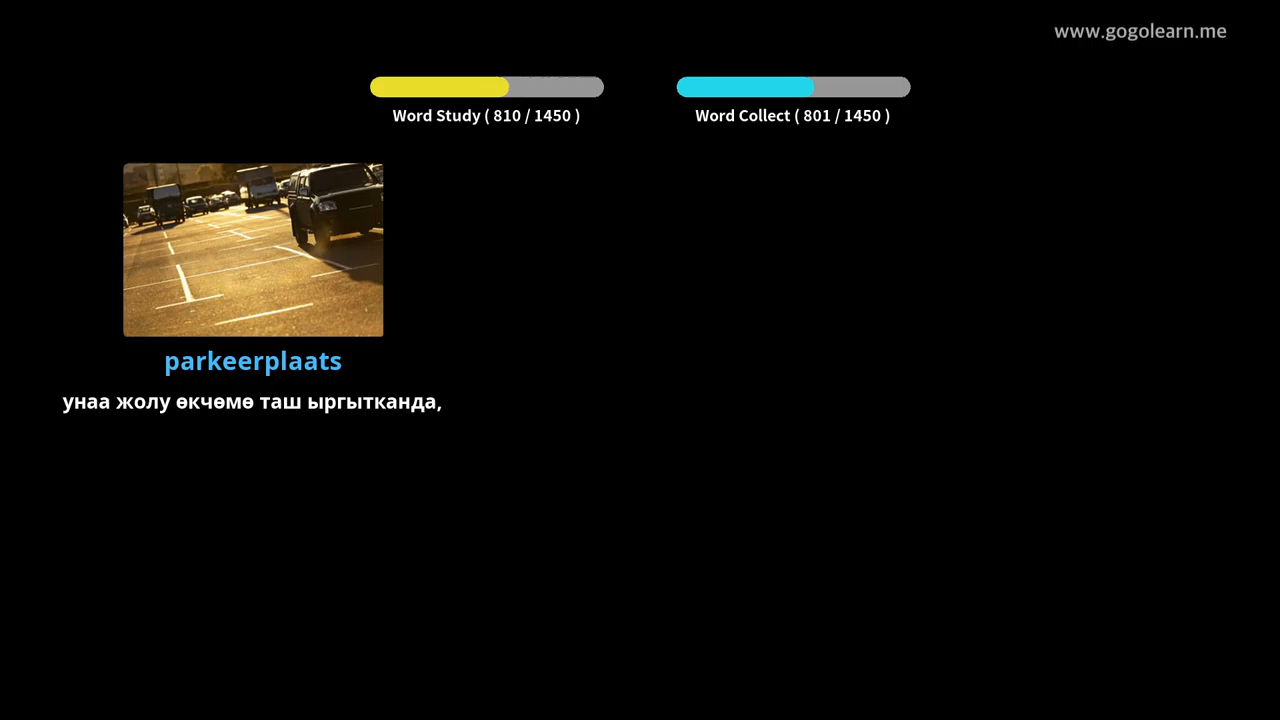 www.gogolearn.me
Word Study ( 810 / 1450 )
Word Collect ( 801 / 1450 )
parkeerplaats
унаа жолу өкчөмө таш ыргытканда,